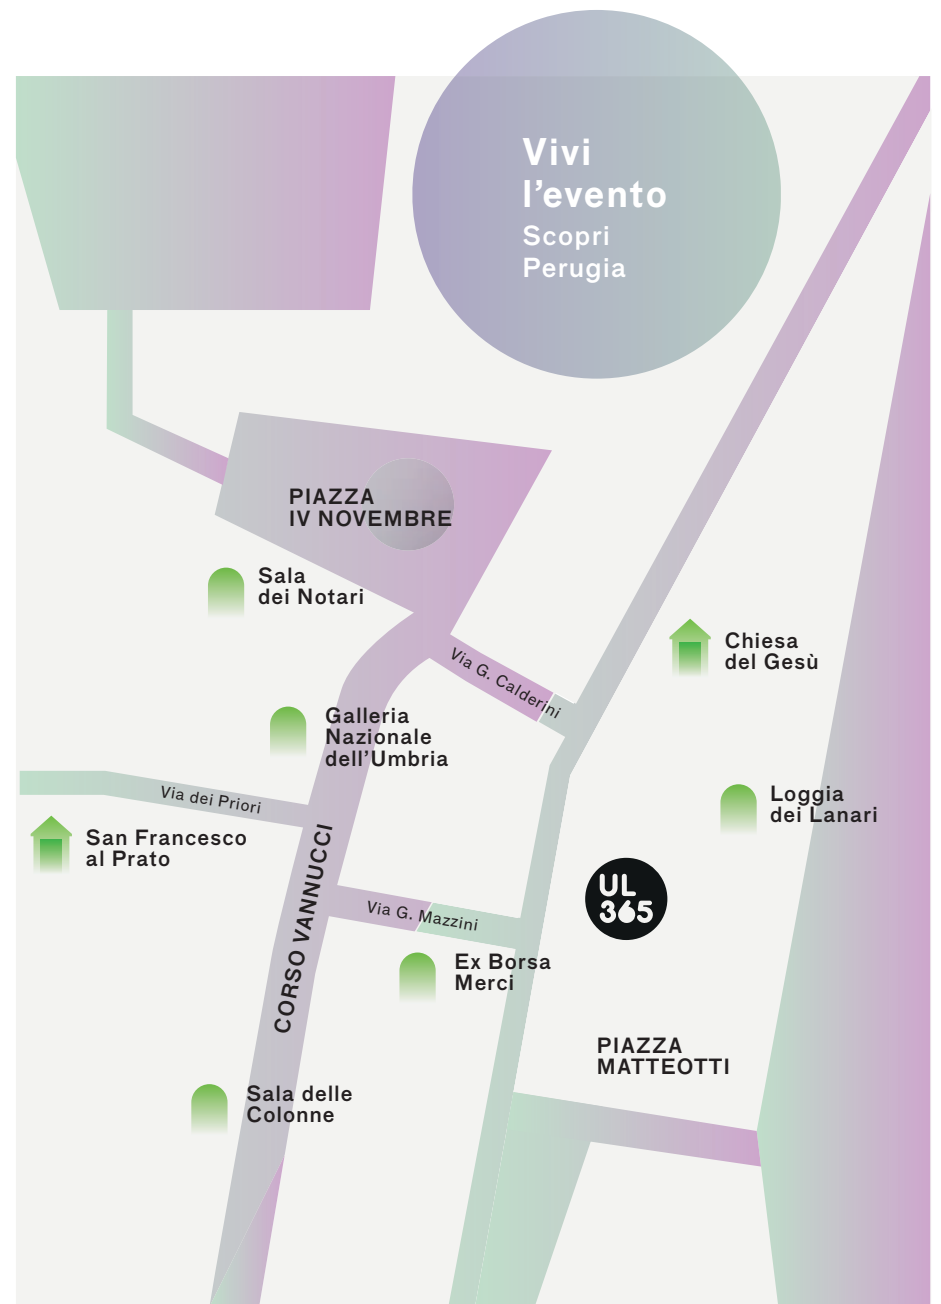 Vivi
l’evento
Scopri
Perugia
PIAZZA
IV NOVEMBRE
Sala
dei Notari
Via G. Calderini
Chiesa
del Gesù
Galleria
Nazionale
dell’Umbria
Via dei Priori
Loggia
dei Lanari
San Francesco
al Prato
CORSO VANNUCCI
UL
365
Via G. Mazzini
Ex Borsa
Merci
PIAZZA
MATTEOTTI
Sala delle
Colonne